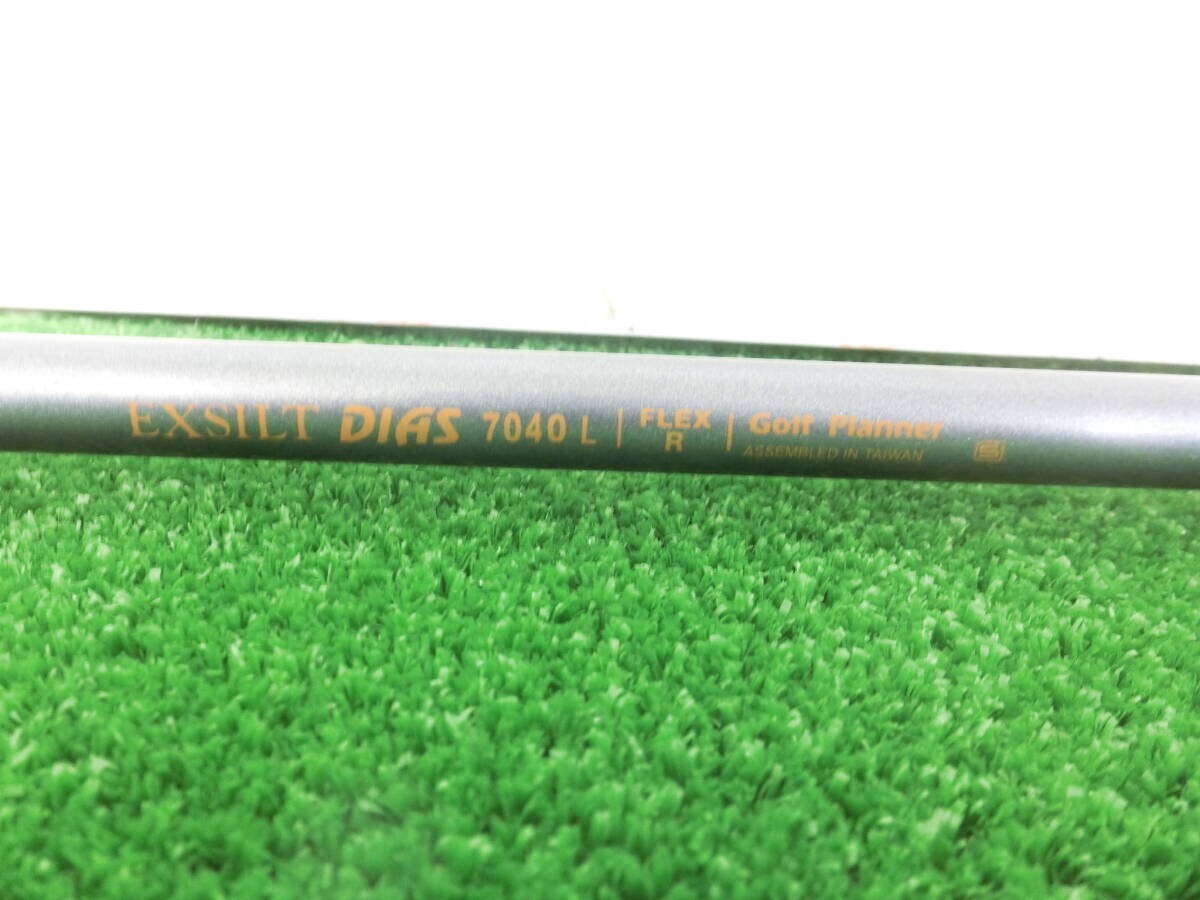 EXSILT DIAS 7040 L | FLEX R | Golf Planner
ASSEMBLED IN TAIWAN